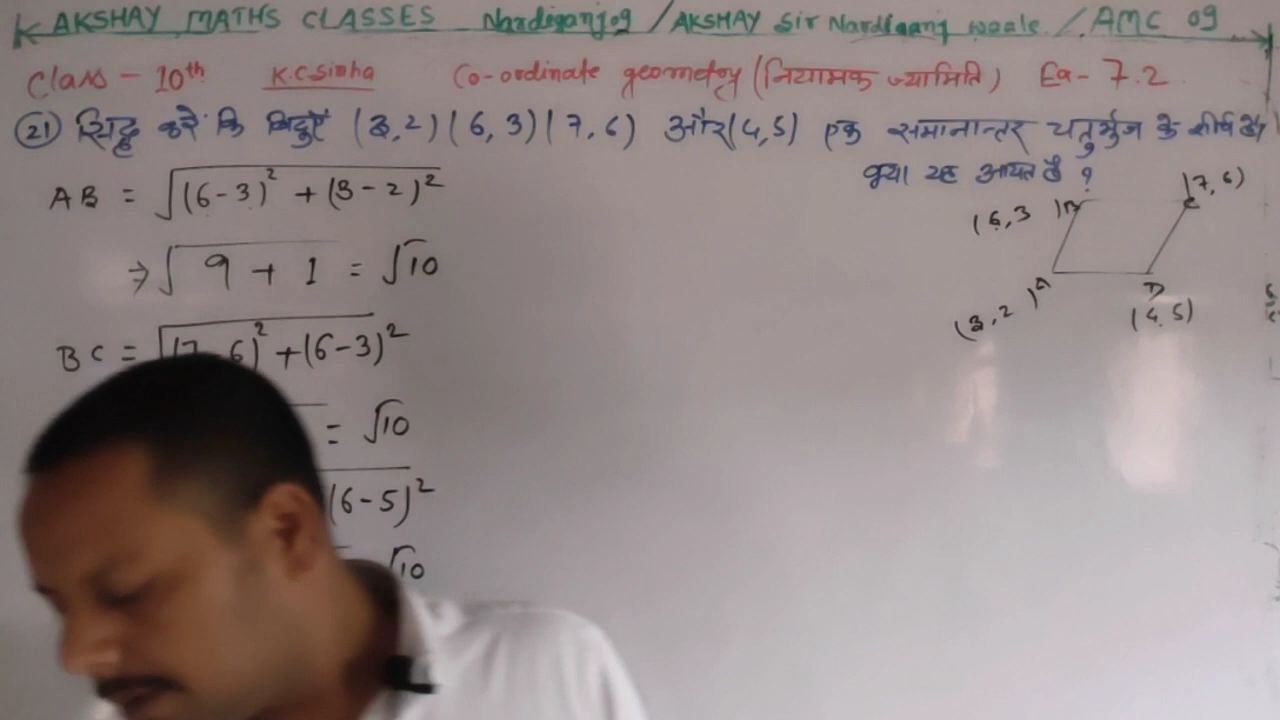 AKSHAY MATHS CLASSES Nardiganj 09 / AKSHAY Sir Nardiganj waale / AMC 09
Class - 10th K.C. Sinha Co-ordinate geometry (नियामक ज्यामिति) Ex- 7.2
(21) सिद्ध करें कि बिंदुएँ (3,2) (6,3) (7,6) और (4,5) एक समानान्तर चतुर्भुज के शीर्ष हैं।
क्या यह आयत है ?
AB = √(6-3)² + (3-2)²
⇒ √9 + 1 = √10
BC = √(7-6)² + (6-3)²
= √10
(6-5)²
√10
(6,3) B
C (7,6)
(3,2) A
D
(4,5)